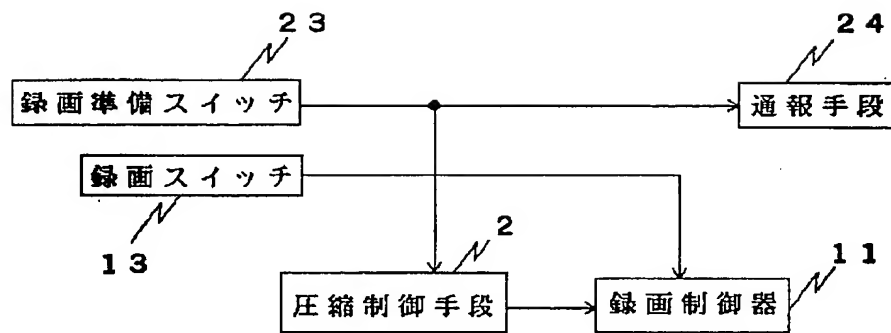 23
24
録画準備スイッチ
通報手段
録画スイッチ
13
2
11
圧縮制御手段
録画制御器